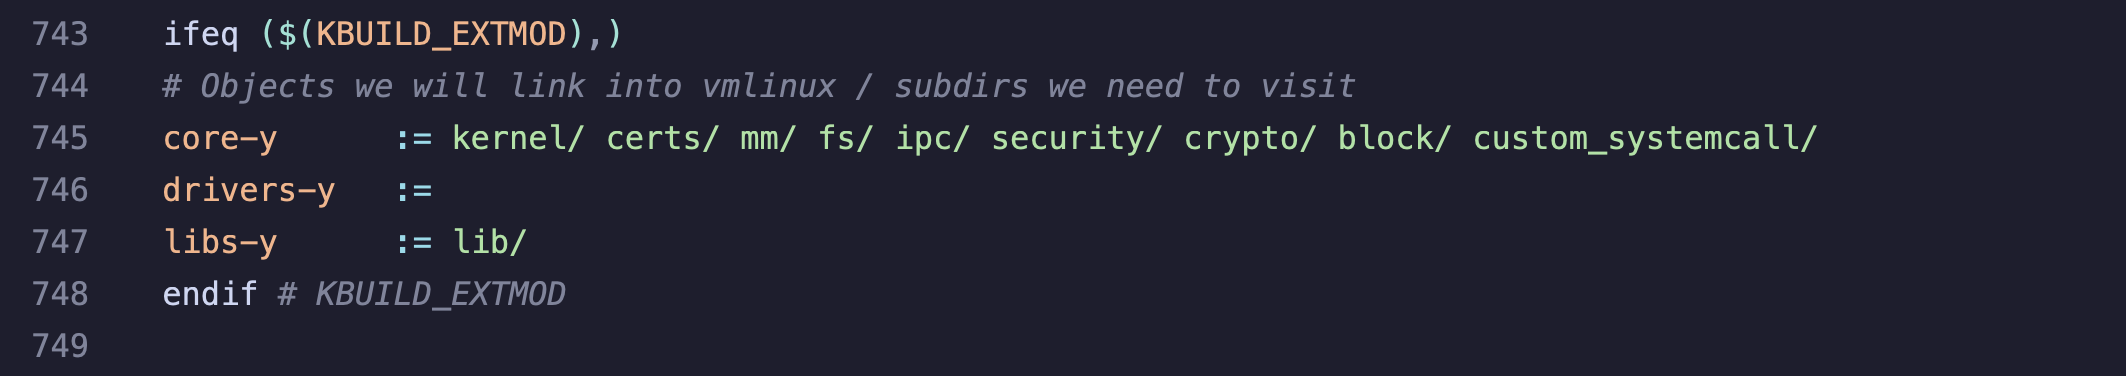 743 ifeq ($(KBUILD_EXTMOD),)
744 # Objects we will link into vmlinux / subdirs we need to visit
745 core-y      := kernel/ certs/ mm/ fs/ ipc/ security/ crypto/ block/ custom_systemcall/
746 drivers-y   :=
747 libs-y      := lib/
748 endif # KBUILD_EXTMOD
749